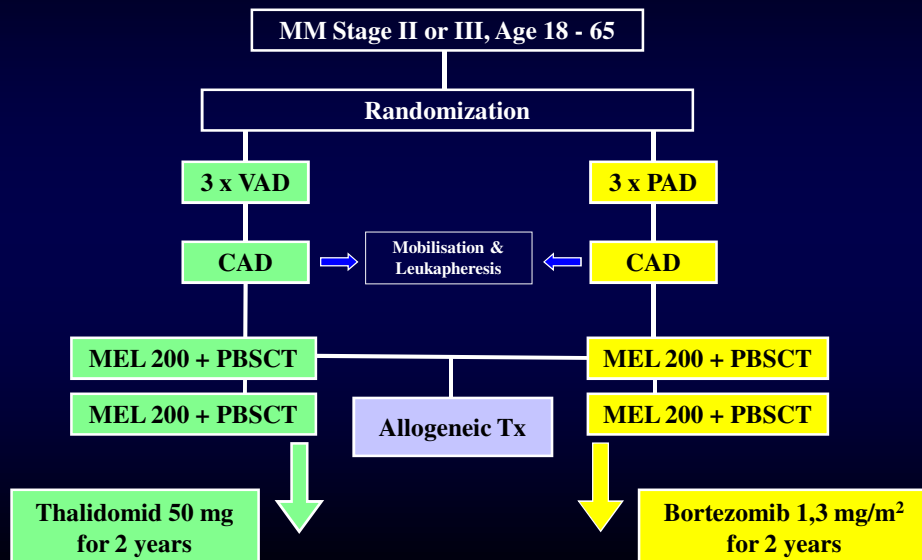 MM Stage II or III, Age 18 - 65
Randomization
3 x VAD
3 x PAD
CAD
Mobilisation &
Leukapheresis
CAD
MEL 200 + PBSCT
MEL 200 + PBSCT
MEL 200 + PBSCT
Allogeneic Tx
MEL 200 + PBSCT
Thalidomid 50 mg
for 2 years
Bortezomib 1,3 mg/m²
for 2 years